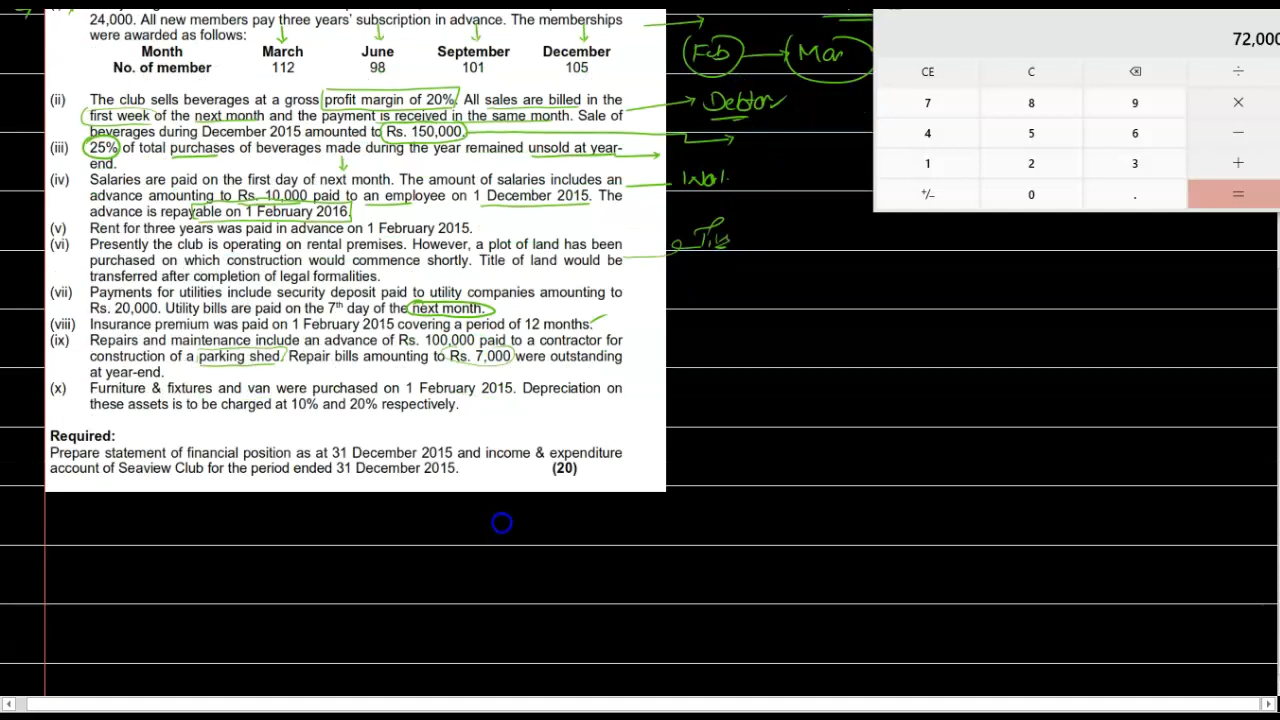 24,000. All new members pay three years' subscription in advance. The memberships
were awarded as follows:
Month March June September December
No. of member 112 98 101 105
(ii) The club sells beverages at a gross profit margin of 20%. All sales are billed in the
first week of the next month and the payment is received in the same month. Sale of
beverages during December 2015 amounted to Rs. 150,000.
(iii) 25% of total purchases of beverages made during the year remained unsold at year-
end.
(iv) Salaries are paid on the first day of next month. The amount of salaries includes an
advance amounting to Rs. 10,000 paid to an employee on 1 December 2015. The
advance is repayable on 1 February 2016.
(v) Rent for three years was paid in advance on 1 February 2015.
(vi) Presently the club is operating on rental premises. However, a plot of land has been
purchased on which construction would commence shortly. Title of land would be
transferred after completion of legal formalities.
(vii) Payments for utilities include security deposit paid to utility companies amounting to
Rs. 20,000. Utility bills are paid on the 7th day of the next month.
(viii) Insurance premium was paid on 1 February 2015 covering a period of 12 months.
(ix) Repairs and maintenance include an advance of Rs. 100,000 paid to a contractor for
construction of a parking shed. Repair bills amounting to Rs. 7,000 were outstanding
at year-end.
(x) Furniture & fixtures and van were purchased on 1 February 2015. Depreciation on
these assets is to be charged at 10% and 20% respectively.
Required:
Prepare statement of financial position as at 31 December 2015 and income & expenditure
account of Seaview Club for the period ended 31 December 2015. (20)
Feb Mar
Debtor
72,000
CE C ⌫ ÷
7 8 9 ×
4 5 6 −
1 2 3 +
+/− 0 . =